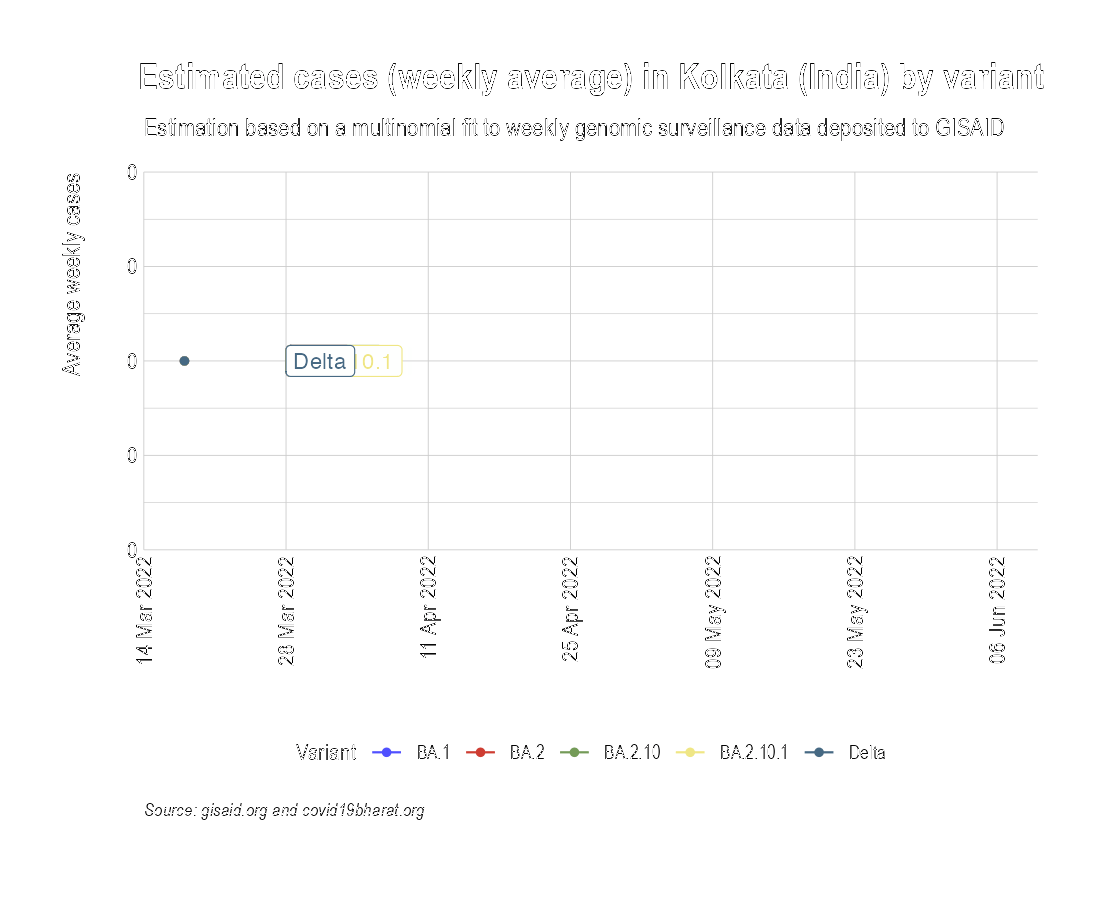 Estimated cases (weekly average) in Kolkata (India) by variant
Estimation based on a multinomial fit to weekly genomic surveillance data deposited to GISAID
Average weekly cases
0
0
0
Delta
0.1
0
0
14 Mar 2022
28 Mar 2022
11 Apr 2022
25 Apr 2022
09 May 2022
23 May 2022
06 Jun 2022
Variant BA.1 BA.2 BA.2.10 BA.2.10.1 Delta
Source: gisaid.org and covid19bharat.org